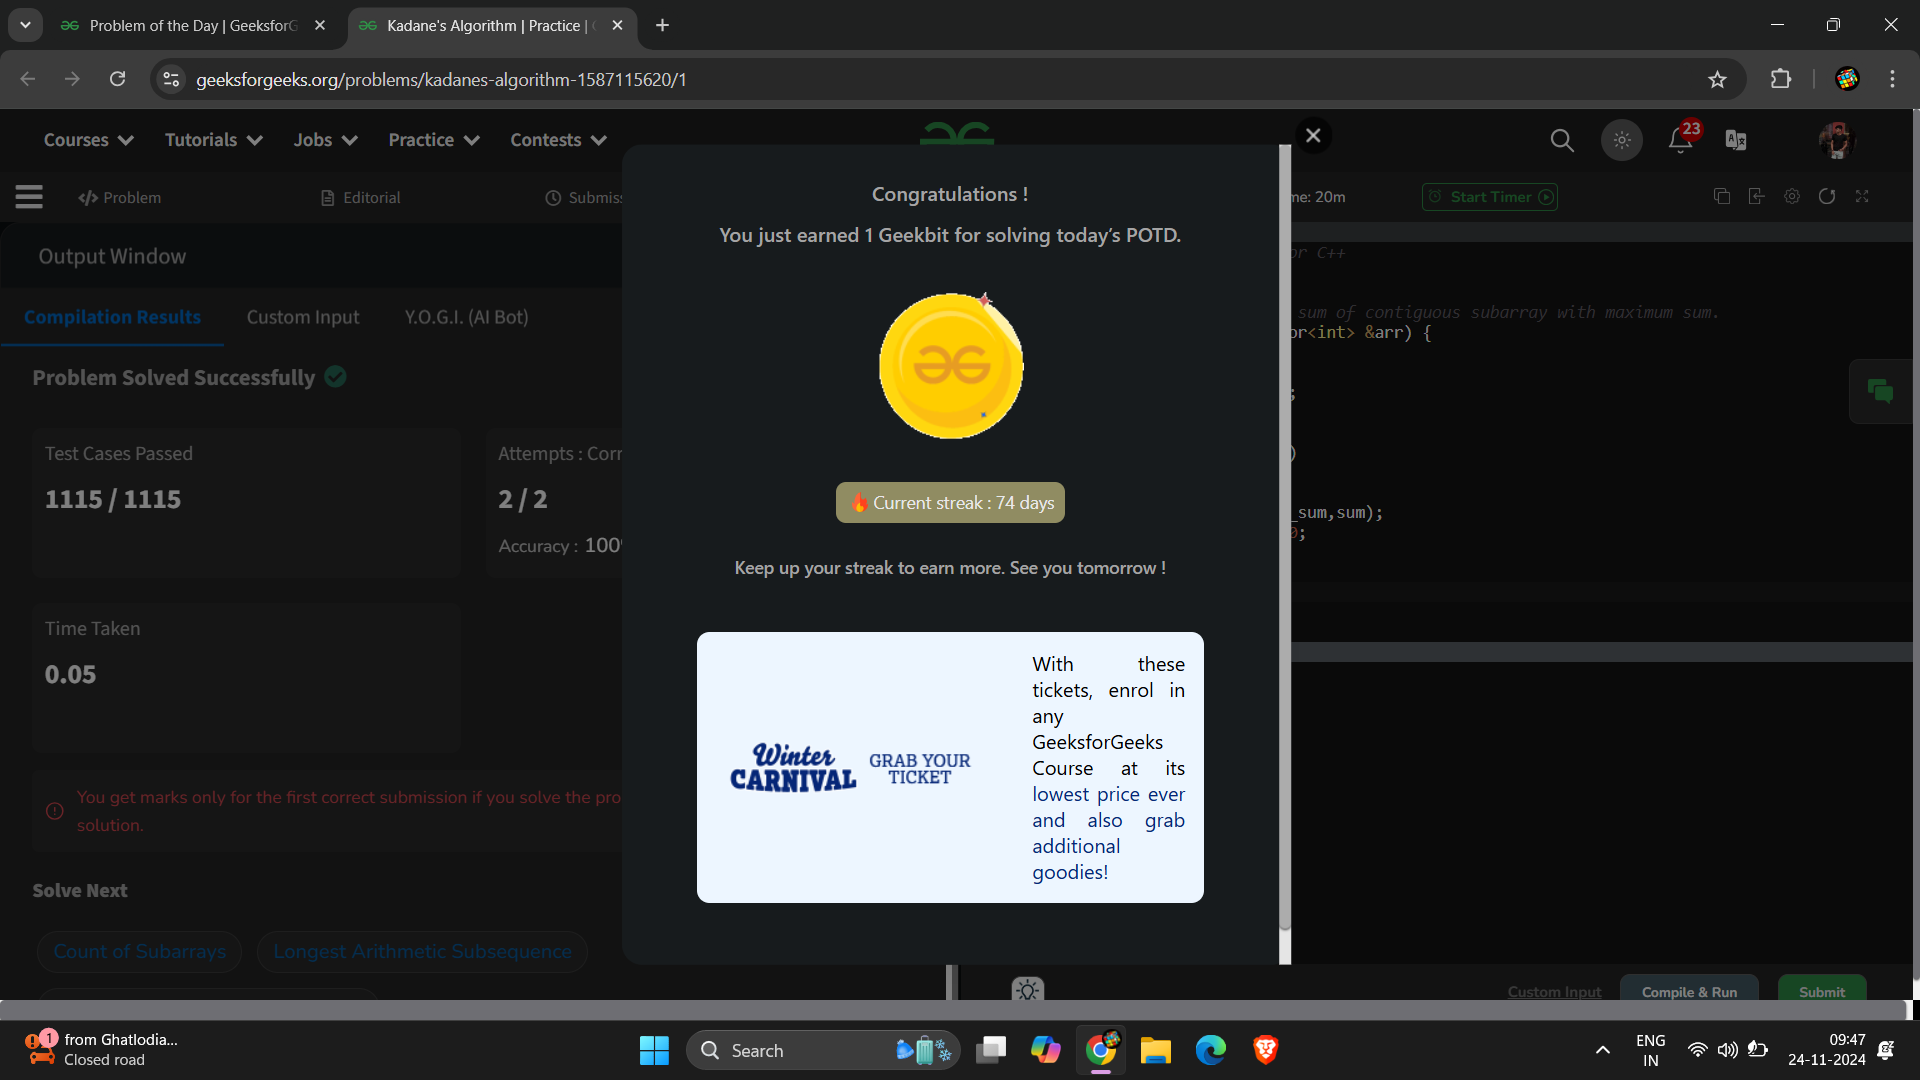 Problem of the Day | GeeksforG
Kadane's Algorithm | Practice |
geeksforgeeks.org/problems/kadanes-algorithm-1587115620/1
Courses Tutorials Jobs Practice Contests
23
Problem Editorial Submiss
me: 20m Start Timer
Output Window
Compilation Results Custom Input Y.O.G.I. (AI Bot)
Problem Solved Successfully
Test Cases Passed
1115 / 1115
Attempts : Corr
2 / 2
Accuracy : 100%
Time Taken
0.05
You get marks only for the first correct submission if you solve the pro
solution.
Solve Next
Count of Subarrays Longest Arithmetic Subsequence
Congratulations !
You just earned 1 Geekbit for solving today's POTD.
Current streak : 74 days
Keep up your streak to earn more. See you tomorrow !
Winter
CARNIVAL
GRAB YOUR
TICKET
With these
tickets, enrol in
any
GeeksforGeeks
Course at its
lowest price ever
and also grab
additional
goodies!
or C++
sum of contiguous subarray with maximum sum.
or<int> &arr) {
;
)
_sum,sum);
0;
Custom Input Compile & Run Submit
1
from Ghatlodia...
Closed road
Search
ENG
IN
09:47
24-11-2024